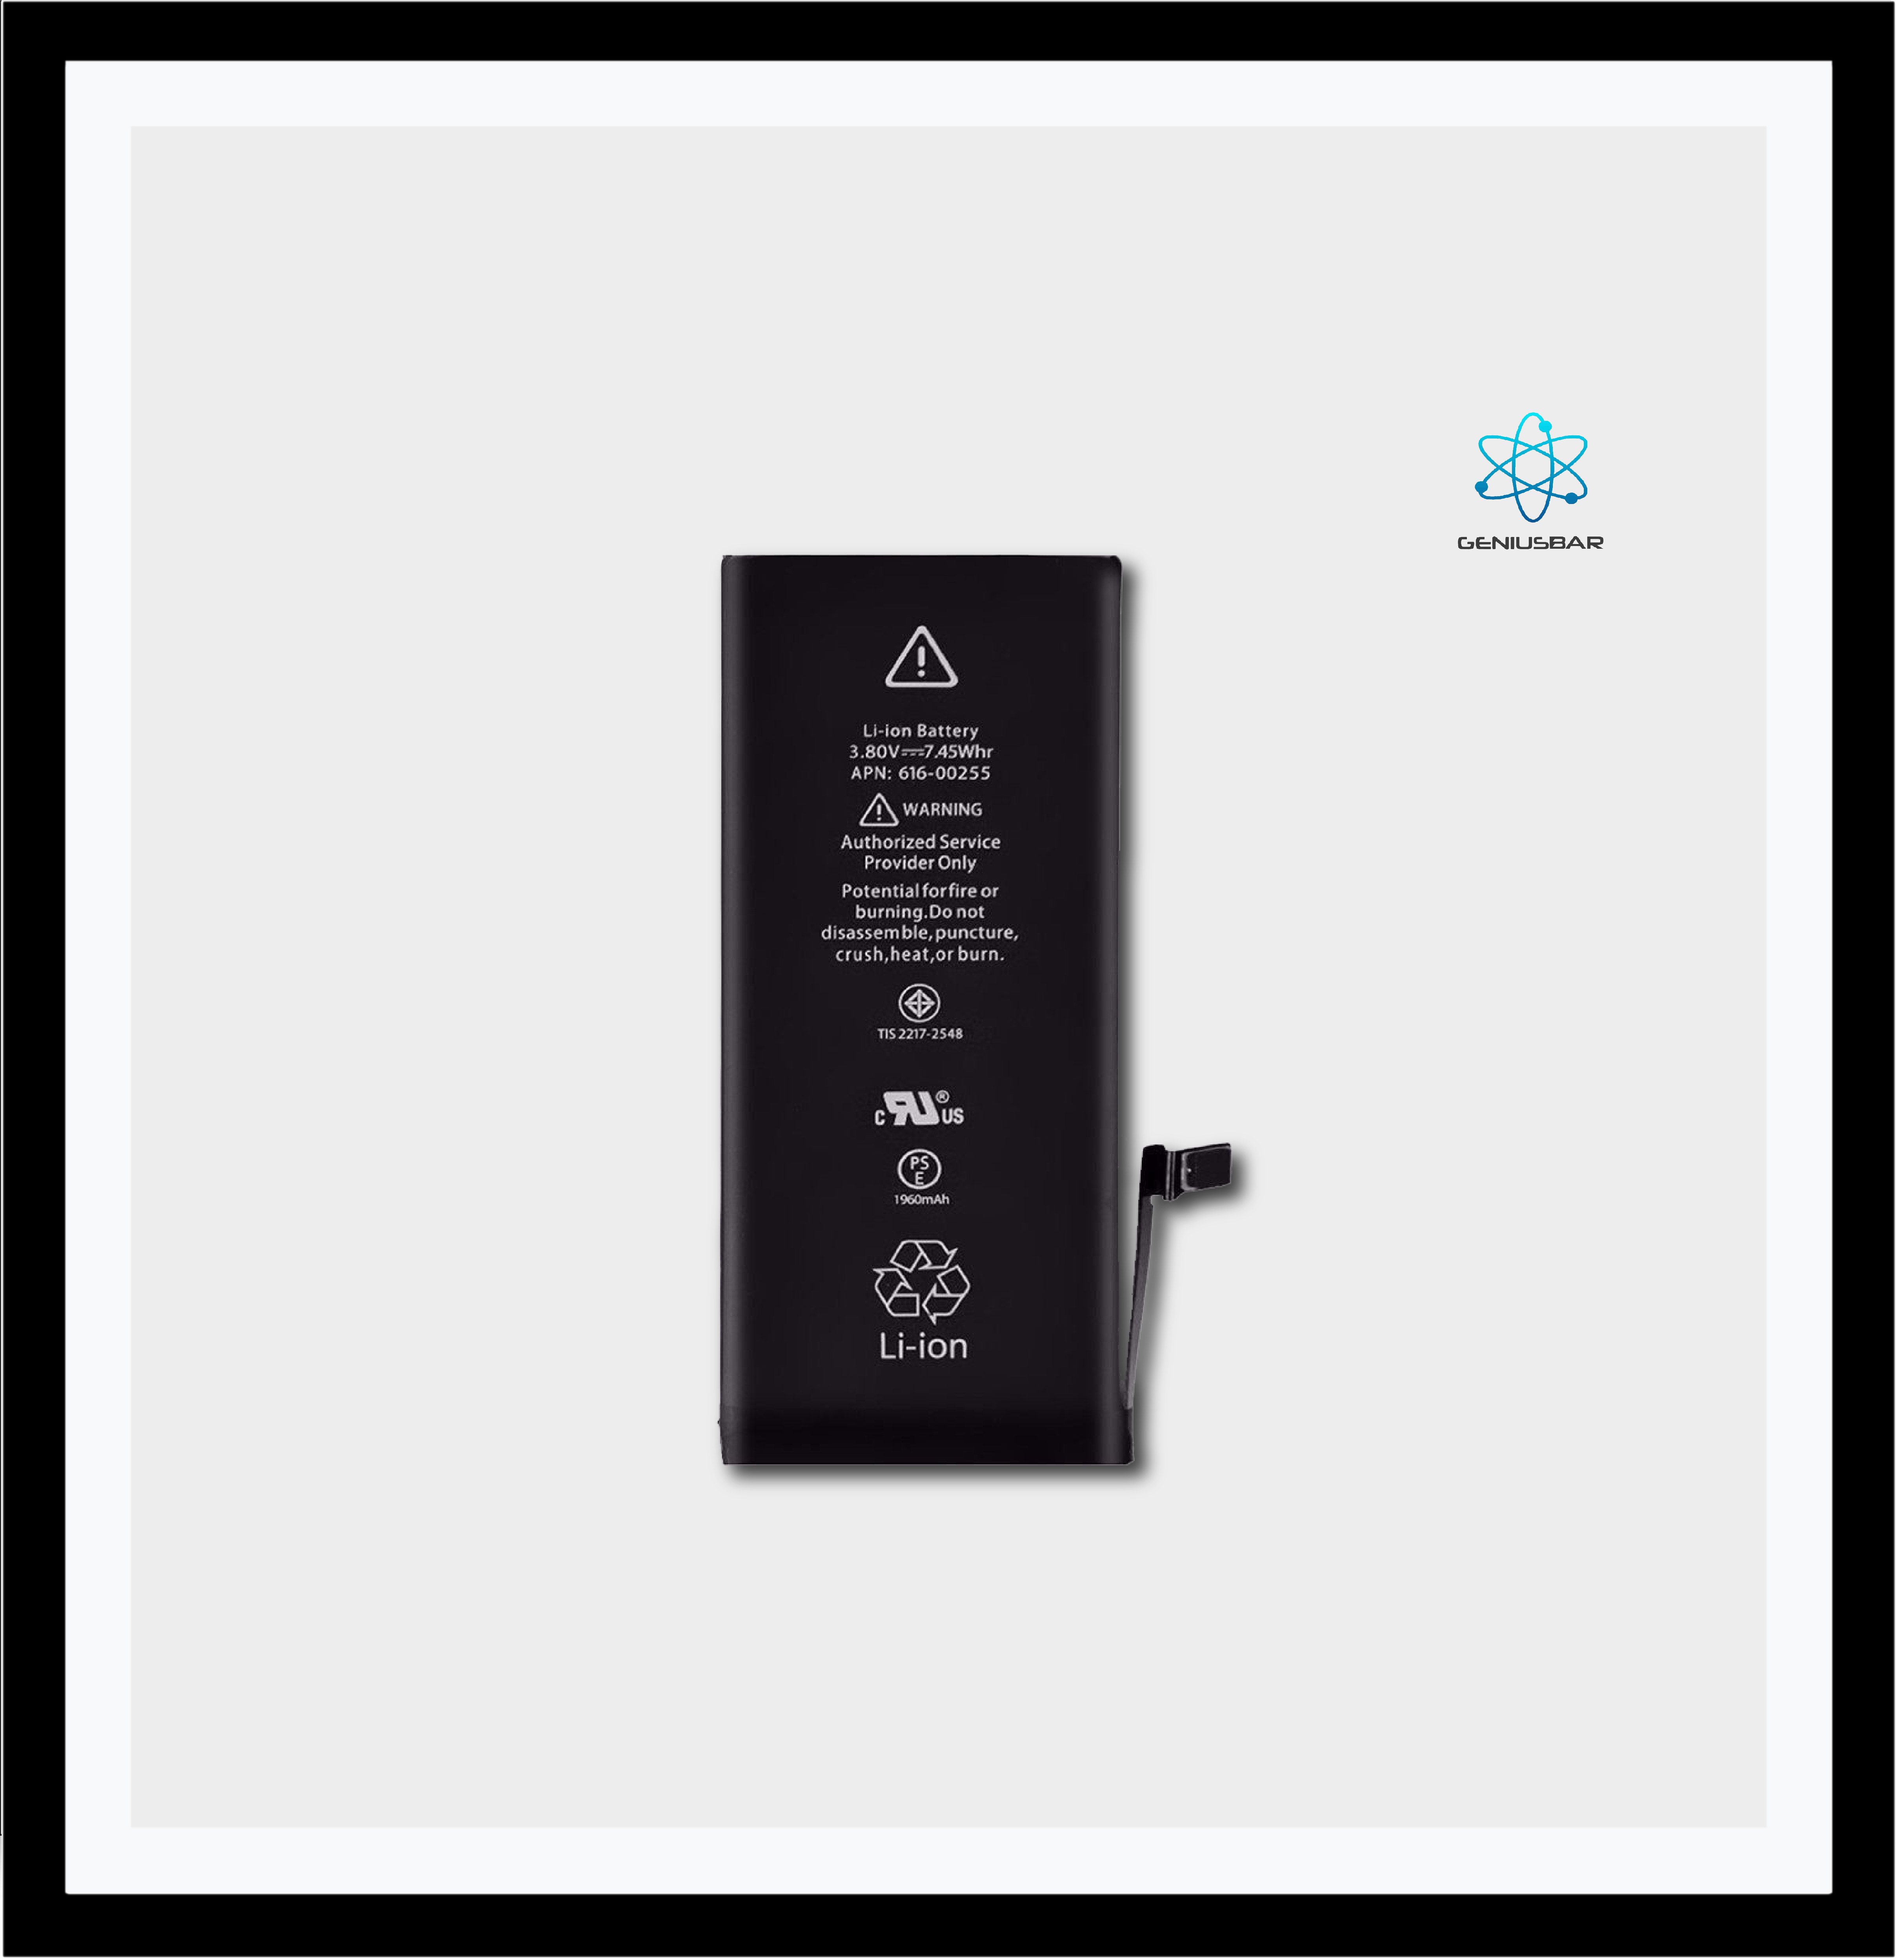 GENIUSBAR
Li-ion Battery
3.80V⎓7.45Whr
APN: 616-00255
WARNING
Authorized Service
Provider Only
Potential for fire or
burning.Do not
disassemble,puncture,
crush,heat,or burn.
TIS 2217-2548
c RU® US
PS
E
1960mAh
Li-ion